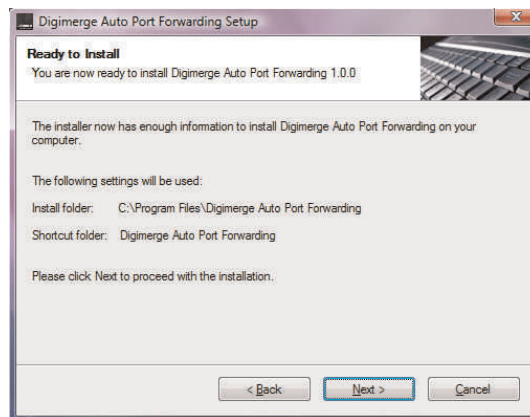 Digimerge Auto Port Forwarding Setup
Ready to Install
You are now ready to install Digimerge Auto Port Forwarding 1.0.0
The installer now has enough information to install Digimerge Auto Port Forwarding on your
computer.
The following settings will be used:
Install folder: C:\Program Files\Digimerge Auto Port Forwarding
Shortcut folder: Digimerge Auto Port Forwarding
Please click Next to proceed with the installation.
< Back Next > Cancel